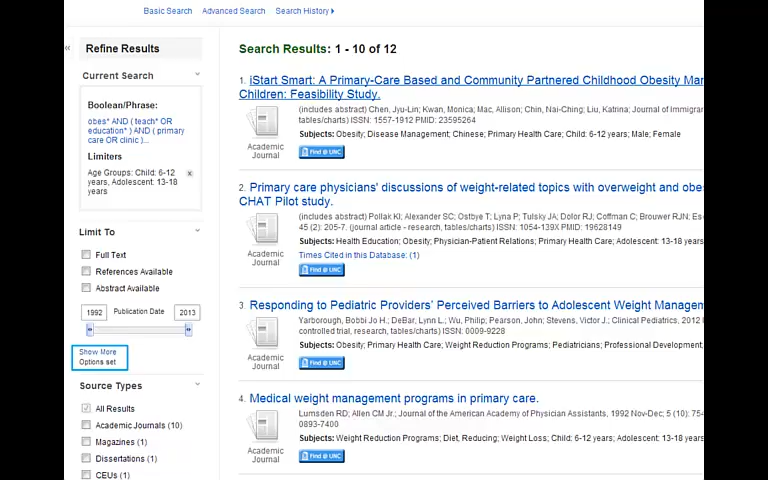 Basic Search Advanced Search Search History
«
Refine Results
Search Results: 1 - 10 of 12
Current Search
Boolean/Phrase:
obes* AND ( teach* OR
education* ) AND ( primary
care OR clinic )...
Limiters
Age Groups: Child: 6-12
years, Adolescent: 13-18
years
x
Limit To
Full Text
References Available
Abstract Available
1992 Publication Date 2013
Show More
Options set
Source Types
All Results
Academic Journals (10)
Magazines (1)
Dissertations (1)
CEUs (1)
1. iStart Smart: A Primary-Care Based and Community Partnered Childhood Obesity Mar
Children: Feasibility Study.
(includes abstract) Chen, Jyu-Lin; Kwan, Monica; Mac, Allison; Chin, Nai-Ching; Liu, Katrina; Journal of Immigrar
tables/charts) ISSN: 1557-1912 PMID: 23595264
Subjects: Obesity; Disease Management; Chinese; Primary Health Care; Child: 6-12 years; Male; Female
Academic
Journal
Find @ UNC
2. Primary care physicians' discussions of weight-related topics with overweight and obe
CHAT Pilot study.
(includes abstract) Pollak KI; Alexander SC; Ostbye T; Lyna P; Tulsky JA; Dolor RJ; Coffman C; Brouwer RJN; Es
45 (2): 205-7. (journal article - research, tables/charts) ISSN: 1054-139X PMID: 19628149
Subjects: Health Education; Obesity; Physician-Patient Relations; Primary Health Care; Adolescent: 13-18 years
Times Cited in this Database: (1)
Academic
Journal
Find @ UNC
3. Responding to Pediatric Providers' Perceived Barriers to Adolescent Weight Managem
Yarborough, Bobbi Jo H.; DeBar, Lynn L.; Wu, Philip; Pearson, John; Stevens, Victor J.; Clinical Pediatrics, 2012
controlled trial, research, tables/charts) ISSN: 0009-9228
Subjects: Obesity; Primary Health Care; Weight Reduction Programs; Pediatricians; Professional Development;
Academic
Journal
Find @ UNC
4. Medical weight management programs in primary care.
Lumsden RD; Allen CM Jr.; Journal of the American Academy of Physician Assistants, 1992 Nov-Dec; 5 (10): 754-
0893-7400
Subjects: Weight Reduction Programs; Diet, Reducing; Weight Loss; Child: 6-12 years; Adolescent: 13-18 years
Academic
Journal
Find @ UNC